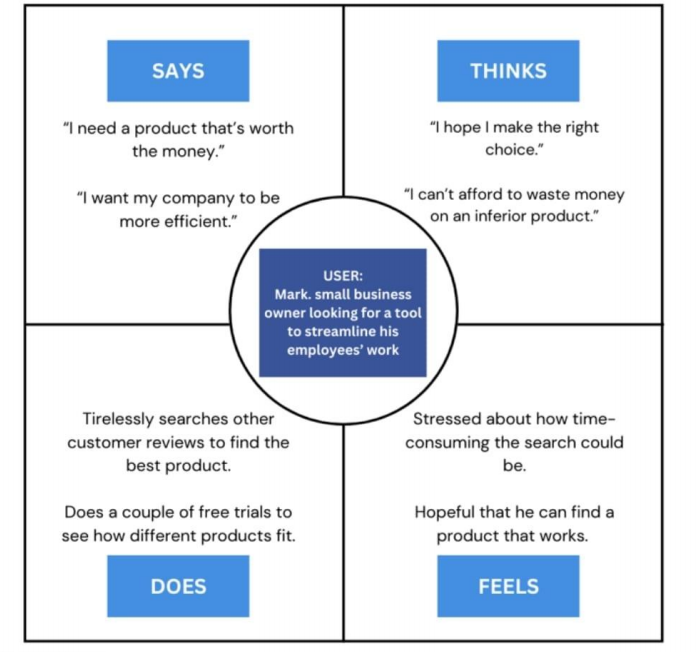 SAYS
“I need a product that’s worth
the money.”
“I want my company to be
more efficient.”
THINKS
“I hope I make the right
choice.”
“I can’t afford to waste money
on an inferior product.”
USER:
Mark. small business
owner looking for a tool
to streamline his
employees’ work
Tirelessly searches other
customer reviews to find the
best product.
Does a couple of free trials to
see how different products fit.
DOES
Stressed about how time-
consuming the search could
be.
Hopeful that he can find a
product that works.
FEELS